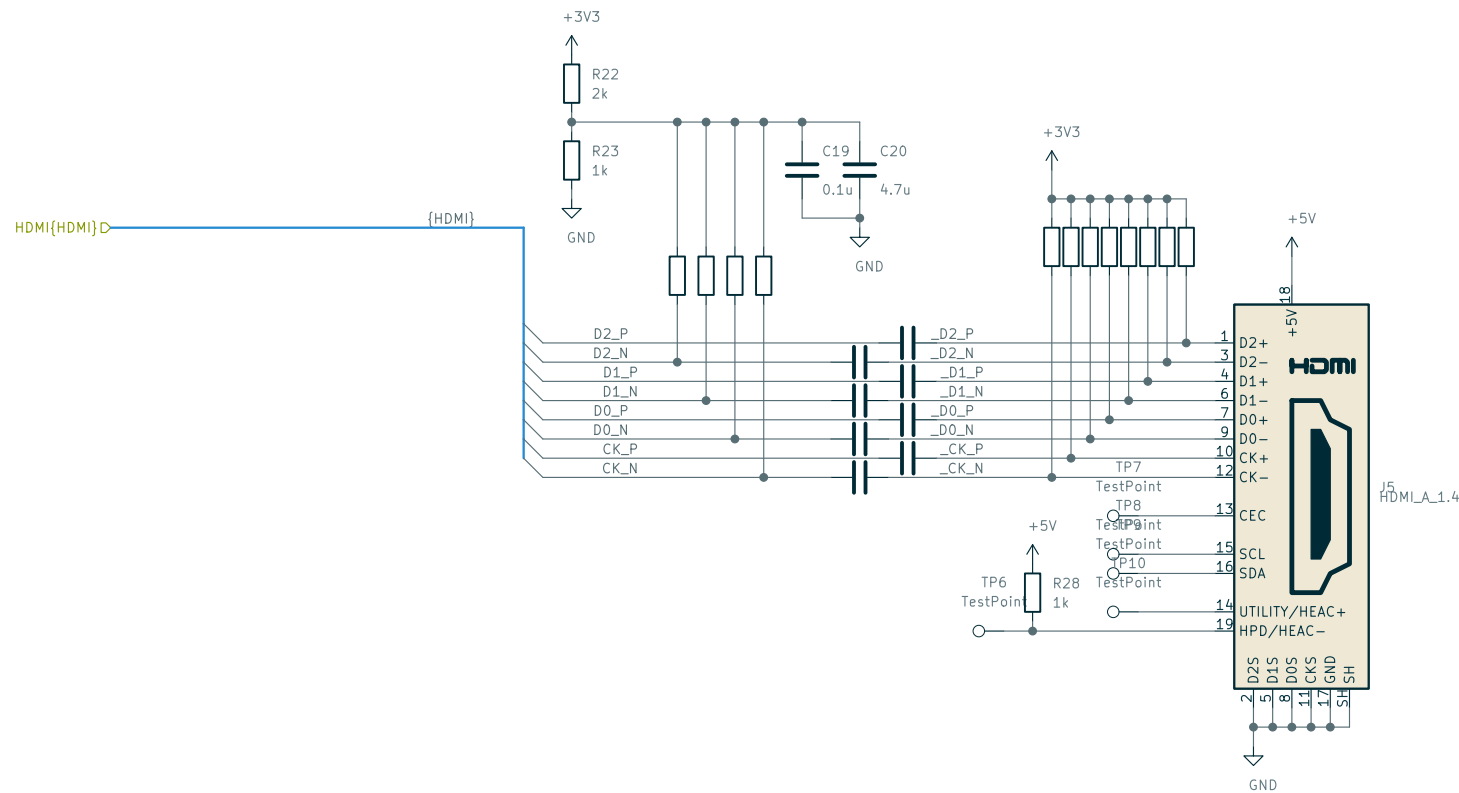 +3V3
R22
2k
R23
1k
GND
C19
0.1u
C20
4.7u
GND
HDMI{HDMI}
{HDMI}
+3V3
+5V
D2_P
D2_N
D1_P
D1_N
D0_P
D0_N
CK_P
CK_N
_D2_P
_D2_N
_D1_P
_D1_N
_D0_P
_D0_N
_CK_P
_CK_N
18
+5V
HDMI
1 D2+
3 D2-
4 D1+
6 D1-
7 D0+
9 D0-
10 CK+
12 CK-
13 CEC
15 SCL
16 SDA
14 UTILITY/HEAC+
19 HPD/HEAC-
J5
HDMI_A_1.4
TP7
TestPoint
TP8
TestPoint
TP9
TestPoint
TP10
TestPoint
+5V
R28
1k
TP6
TestPoint
D2S
D1S
D0S
CKS
GND
SH
2
5
8
11
17
SH
GND